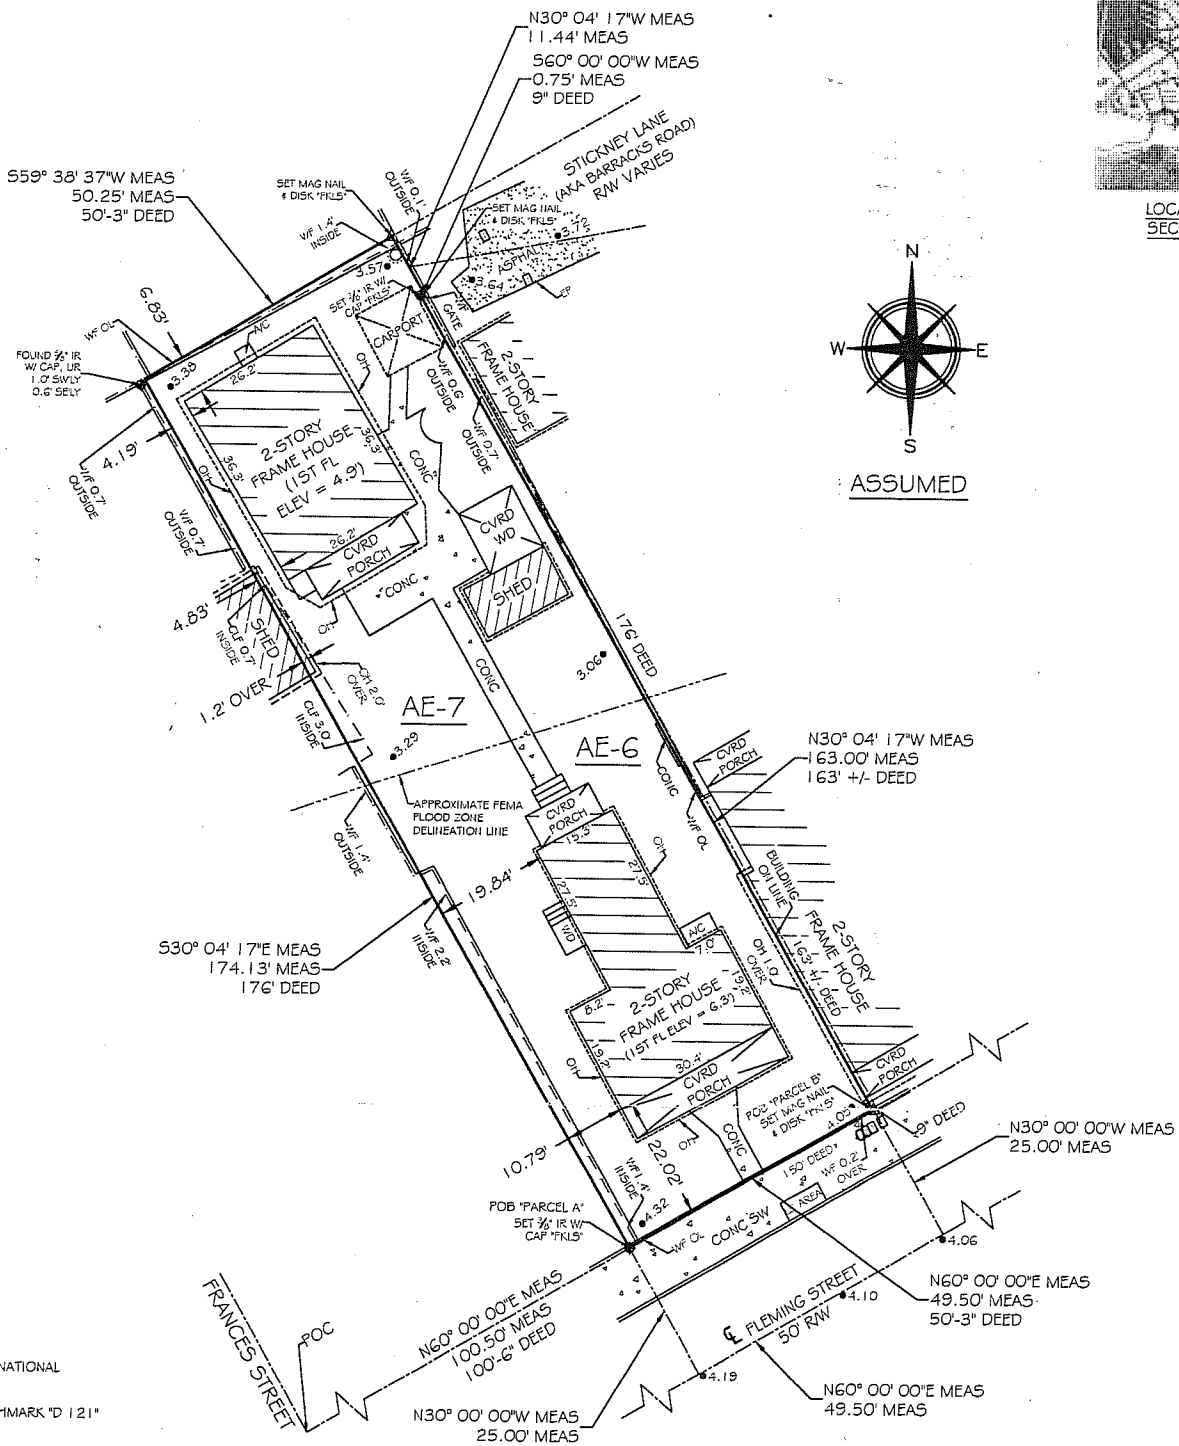 N30° 04' 17"W MEAS
11.44' MEAS
S60° 00' 00"W MEAS
0.75' MEAS
9" DEED
STICKNEY LANE
(AKA BARRACKS ROAD)
R/W VARIES
S59° 38' 37"W MEAS
50.25' MEAS
50'-3" DEED
SET MAG NAIL
& DISK "FKLS"
WF 0.1'
OUTSIDE
WF 1.4'
INSIDE
SET MAG NAIL
& DISK "FKLS"
3.72
ASPHALT
3.64
EP
3.57
SET 5/8" IR W/
CAP "FKLS"
WF
GATE
CARPORT
LOCA
SEC
N
W
E
S
ASSUMED
6.83'
WF OL
A/C
FOUND 5/8" IR
W/ CAP, UR
1.0' SWLY
0.6' SELY
3.38
26.2'
OH
WF 0.6'
OUTSIDE
2-STORY
FRAME HOUSE
WF 0.7'
OUTSIDE
4.19'
WF 0.7'
OUTSIDE
OH
36.3'
2-STORY
FRAME HOUSE
(1ST FL
ELEV = 4.9')
36.3'
CONC
WF 0.7'
OUTSIDE
26.2'
CVRD
PORCH
CVRD
WD
CONC
SHED
4.83'
SHED
CLF 0.7'
INSIDE
OH
CONC
176' DEED
1.2' OVER
OH 2.0'
OVER
CLF 3.0'
INSIDE
3.06
AE-7
AE-6
3.29
APPROXIMATE FEMA
FLOOD ZONE
DELINEATION LINE
CONC
CVRD
PORCH
N30° 04' 17"W MEAS
163.00' MEAS
163' +/- DEED
WF 1.4'
OUTSIDE
CVRD
PORCH
15.3'
OH
WF OL
19.84'
27.5'
27.5'
BUILDING
ON LINE
WF 2.2'
INSIDE
WD
A/C
7.0'
2-STORY
FRAME HOUSE
163' +/- DEED
OH 1.0'
OVER
S30° 04' 17"E MEAS
174.13' MEAS
176' DEED
8.2'
2-STORY
FRAME HOUSE
(1ST FL ELEV = 6.3')
19.2'
19.2'
OH
30.4'
CVRD
PORCH
CVRD
PORCH
POB "PARCEL B"
SET MAG NAIL
& DISK "FKLS"
4.05
9" DEED
N30° 00' 00"W MEAS
25.00' MEAS
10.79'
22.02'
OH
CONC
150' DEED
WF 0.2'
OVER
WF 1.4'
INSIDE
POB "PARCEL A"
SET 5/8" IR W/
CAP "FKLS"
4.32
WF OL
CONC SW
AREA
4.06
N60° 00' 00"E MEAS
49.50' MEAS
50'-3" DEED
FRANCES STREET
POC
N60° 00' 00"E MEAS
100.50' MEAS
100'-6" DEED
℄ FLEMING STREET
50' R/W
4.10
4.19
N60° 00' 00"E MEAS
49.50' MEAS
N30° 00' 00"W MEAS
25.00' MEAS
NATIONAL
HMARK "D 121"